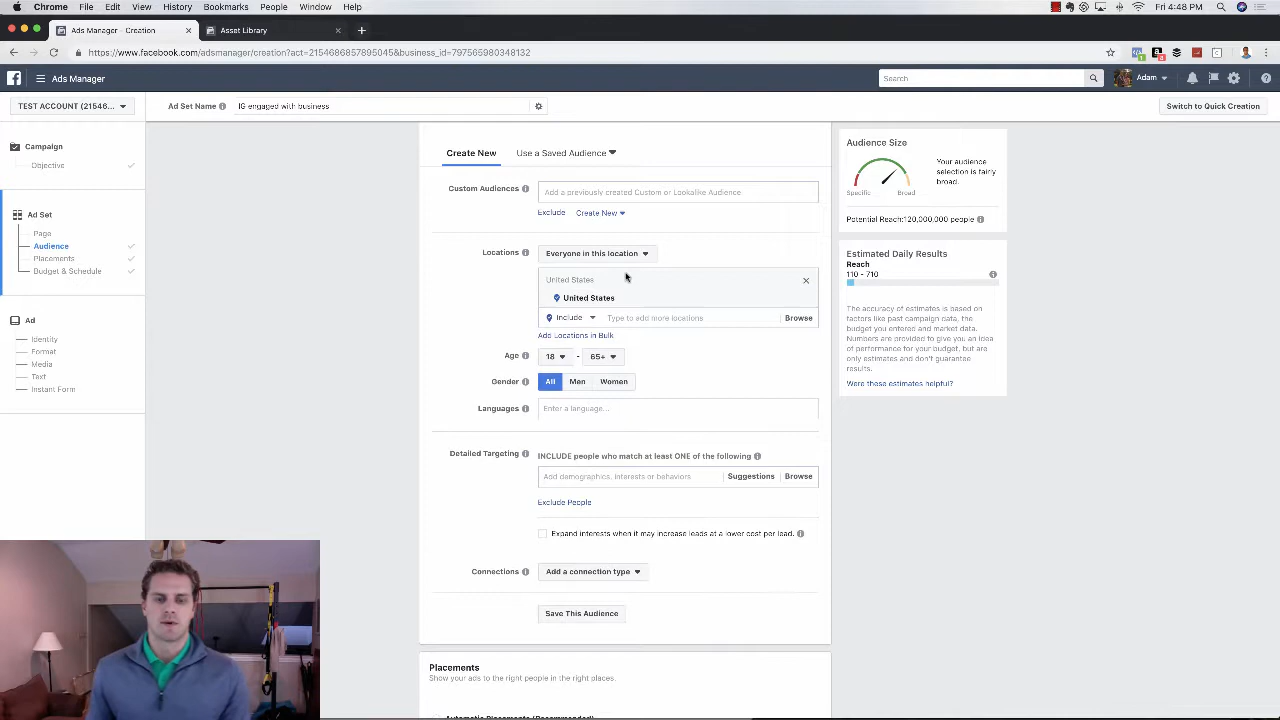 Chrome File Edit View History Bookmarks People Window Help
Fri 4:48 PM
Ads Manager - Creation
Asset Library
https://www.facebook.com/adsmanager/creation?act=2154686857895045&business_id=797565980348132
Ads Manager
Search
Adam
TEST ACCOUNT (21546...
Ad Set Name
IG engaged with business
Switch to Quick Creation
Campaign
Objective
Ad Set
Page
Audience
Placements
Budget & Schedule
Ad
Identity
Format
Media
Text
Instant Form
Create New
Use a Saved Audience
Custom Audiences
Add a previously created Custom or Lookalike Audience
Exclude
Create New
Locations
Everyone in this location
United States
United States
Include
Type to add more locations
Browse
Add Locations in Bulk
Age
18 - 65+
Gender
All Men Women
Languages
Enter a language...
Detailed Targeting
INCLUDE people who match at least ONE of the following
Add demographics, interests or behaviors
Suggestions
Browse
Exclude People
Expand interests when it may increase leads at a lower cost per lead.
Connections
Add a connection type
Save This Audience
Placements
Show your ads to the right people in the right places.
Automatic Placements (Recommended)
Audience Size
Your audience
selection is fairly
broad.
Specific
Broad
Potential Reach:120,000,000 people
Estimated Daily Results
Reach
110 - 710
The accuracy of estimates is based on
factors like past campaign data, the
budget you entered and market data.
Numbers are provided to give you an idea
of performance for your budget, but are
only estimates and don't guarantee
results.
Were these estimates helpful?